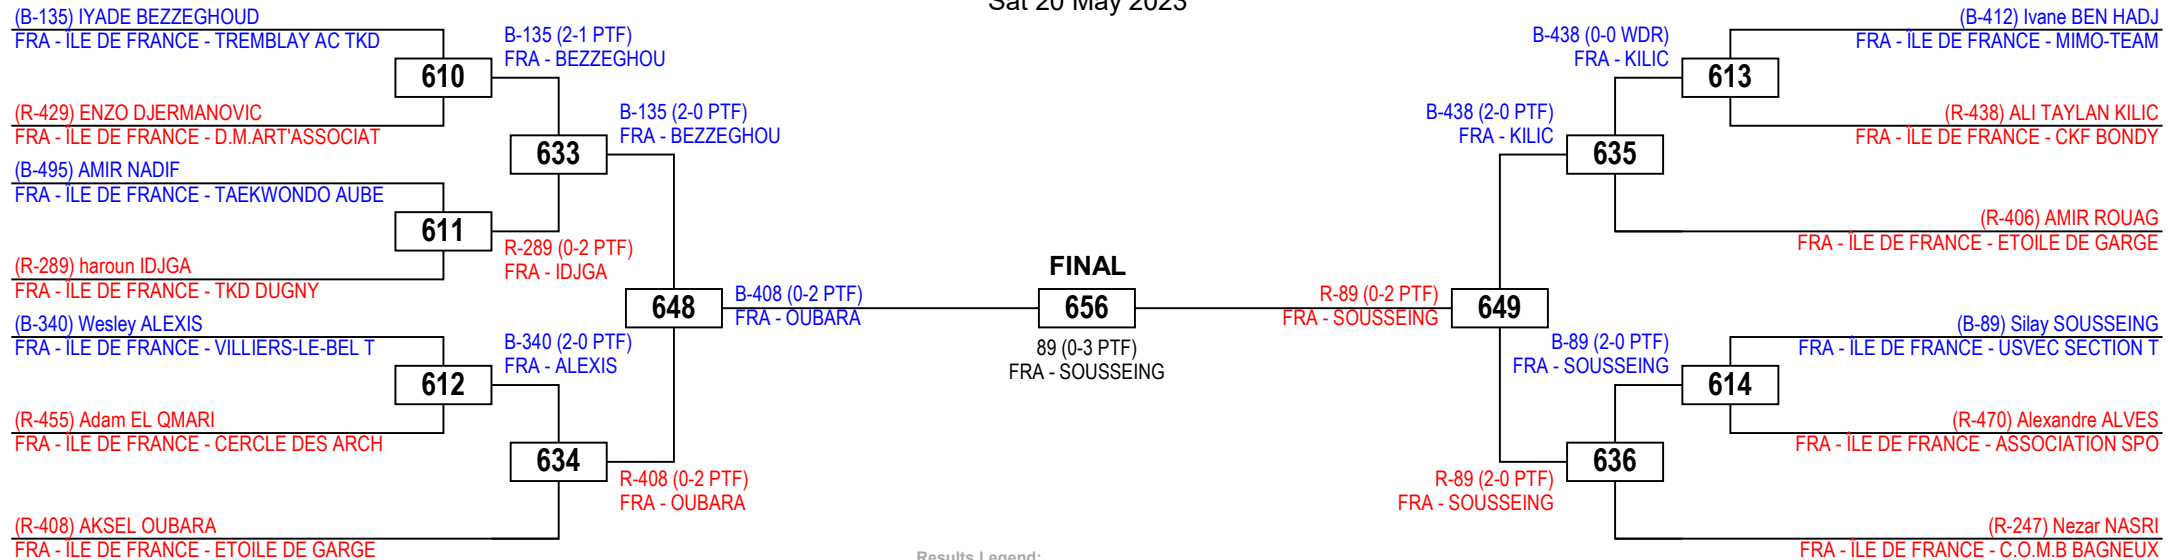 Sat 20 May 2023
(B-135) IYADE BEZZEGHOUD
FRA - ÎLE DE FRANCE - TREMBLAY AC TKD
610
(R-429) ENZO DJERMANOVIC
FRA - ÎLE DE FRANCE - D.M.ART'ASSOCIAT
B-135 (2-1 PTF)
FRA - BEZZEGHOU
633
B-135 (2-0 PTF)
FRA - BEZZEGHOU
(B-495) AMIR NADIF
FRA - ÎLE DE FRANCE - TAEKWONDO AUBE
611
(R-289) haroun IDJGA
FRA - ÎLE DE FRANCE - TKD DUGNY
R-289 (0-2 PTF)
FRA - IDJGA
648
B-408 (0-2 PTF)
FRA - OUBARA
(B-340) Wesley ALEXIS
FRA - ÎLE DE FRANCE - VILLIERS-LE-BEL T
612
(R-455) Adam EL QMARI
FRA - ÎLE DE FRANCE - CERCLE DES ARCH
B-340 (2-0 PTF)
FRA - ALEXIS
634
R-408 (0-2 PTF)
FRA - OUBARA
(R-408) AKSEL OUBARA
FRA - ÎLE DE FRANCE - ETOILE DE GARGE
FINAL
656
89 (0-3 PTF)
FRA - SOUSSEING
(B-412) Ivane BEN HADJ
FRA - ÎLE DE FRANCE - MIMO-TEAM
613
(R-438) ALI TAYLAN KILIC
FRA - ÎLE DE FRANCE - CKF BONDY
B-438 (0-0 WDR)
FRA - KILIC
635
B-438 (2-0 PTF)
FRA - KILIC
(R-406) AMIR ROUAG
FRA - ÎLE DE FRANCE - ETOILE DE GARGE
R-89 (0-2 PTF)
FRA - SOUSSEING
649
(B-89) Silay SOUSSEING
FRA - ÎLE DE FRANCE - USVEC SECTION T
614
(R-470) Alexandre ALVES
FRA - ÎLE DE FRANCE - ASSOCIATION SPO
B-89 (2-0 PTF)
FRA - SOUSSEING
636
R-89 (2-0 PTF)
FRA - SOUSSEING
(R-247) Nezar NASRI
FRA - ÎLE DE FRANCE - C.O.M.B BAGNEUX
Results Legend: